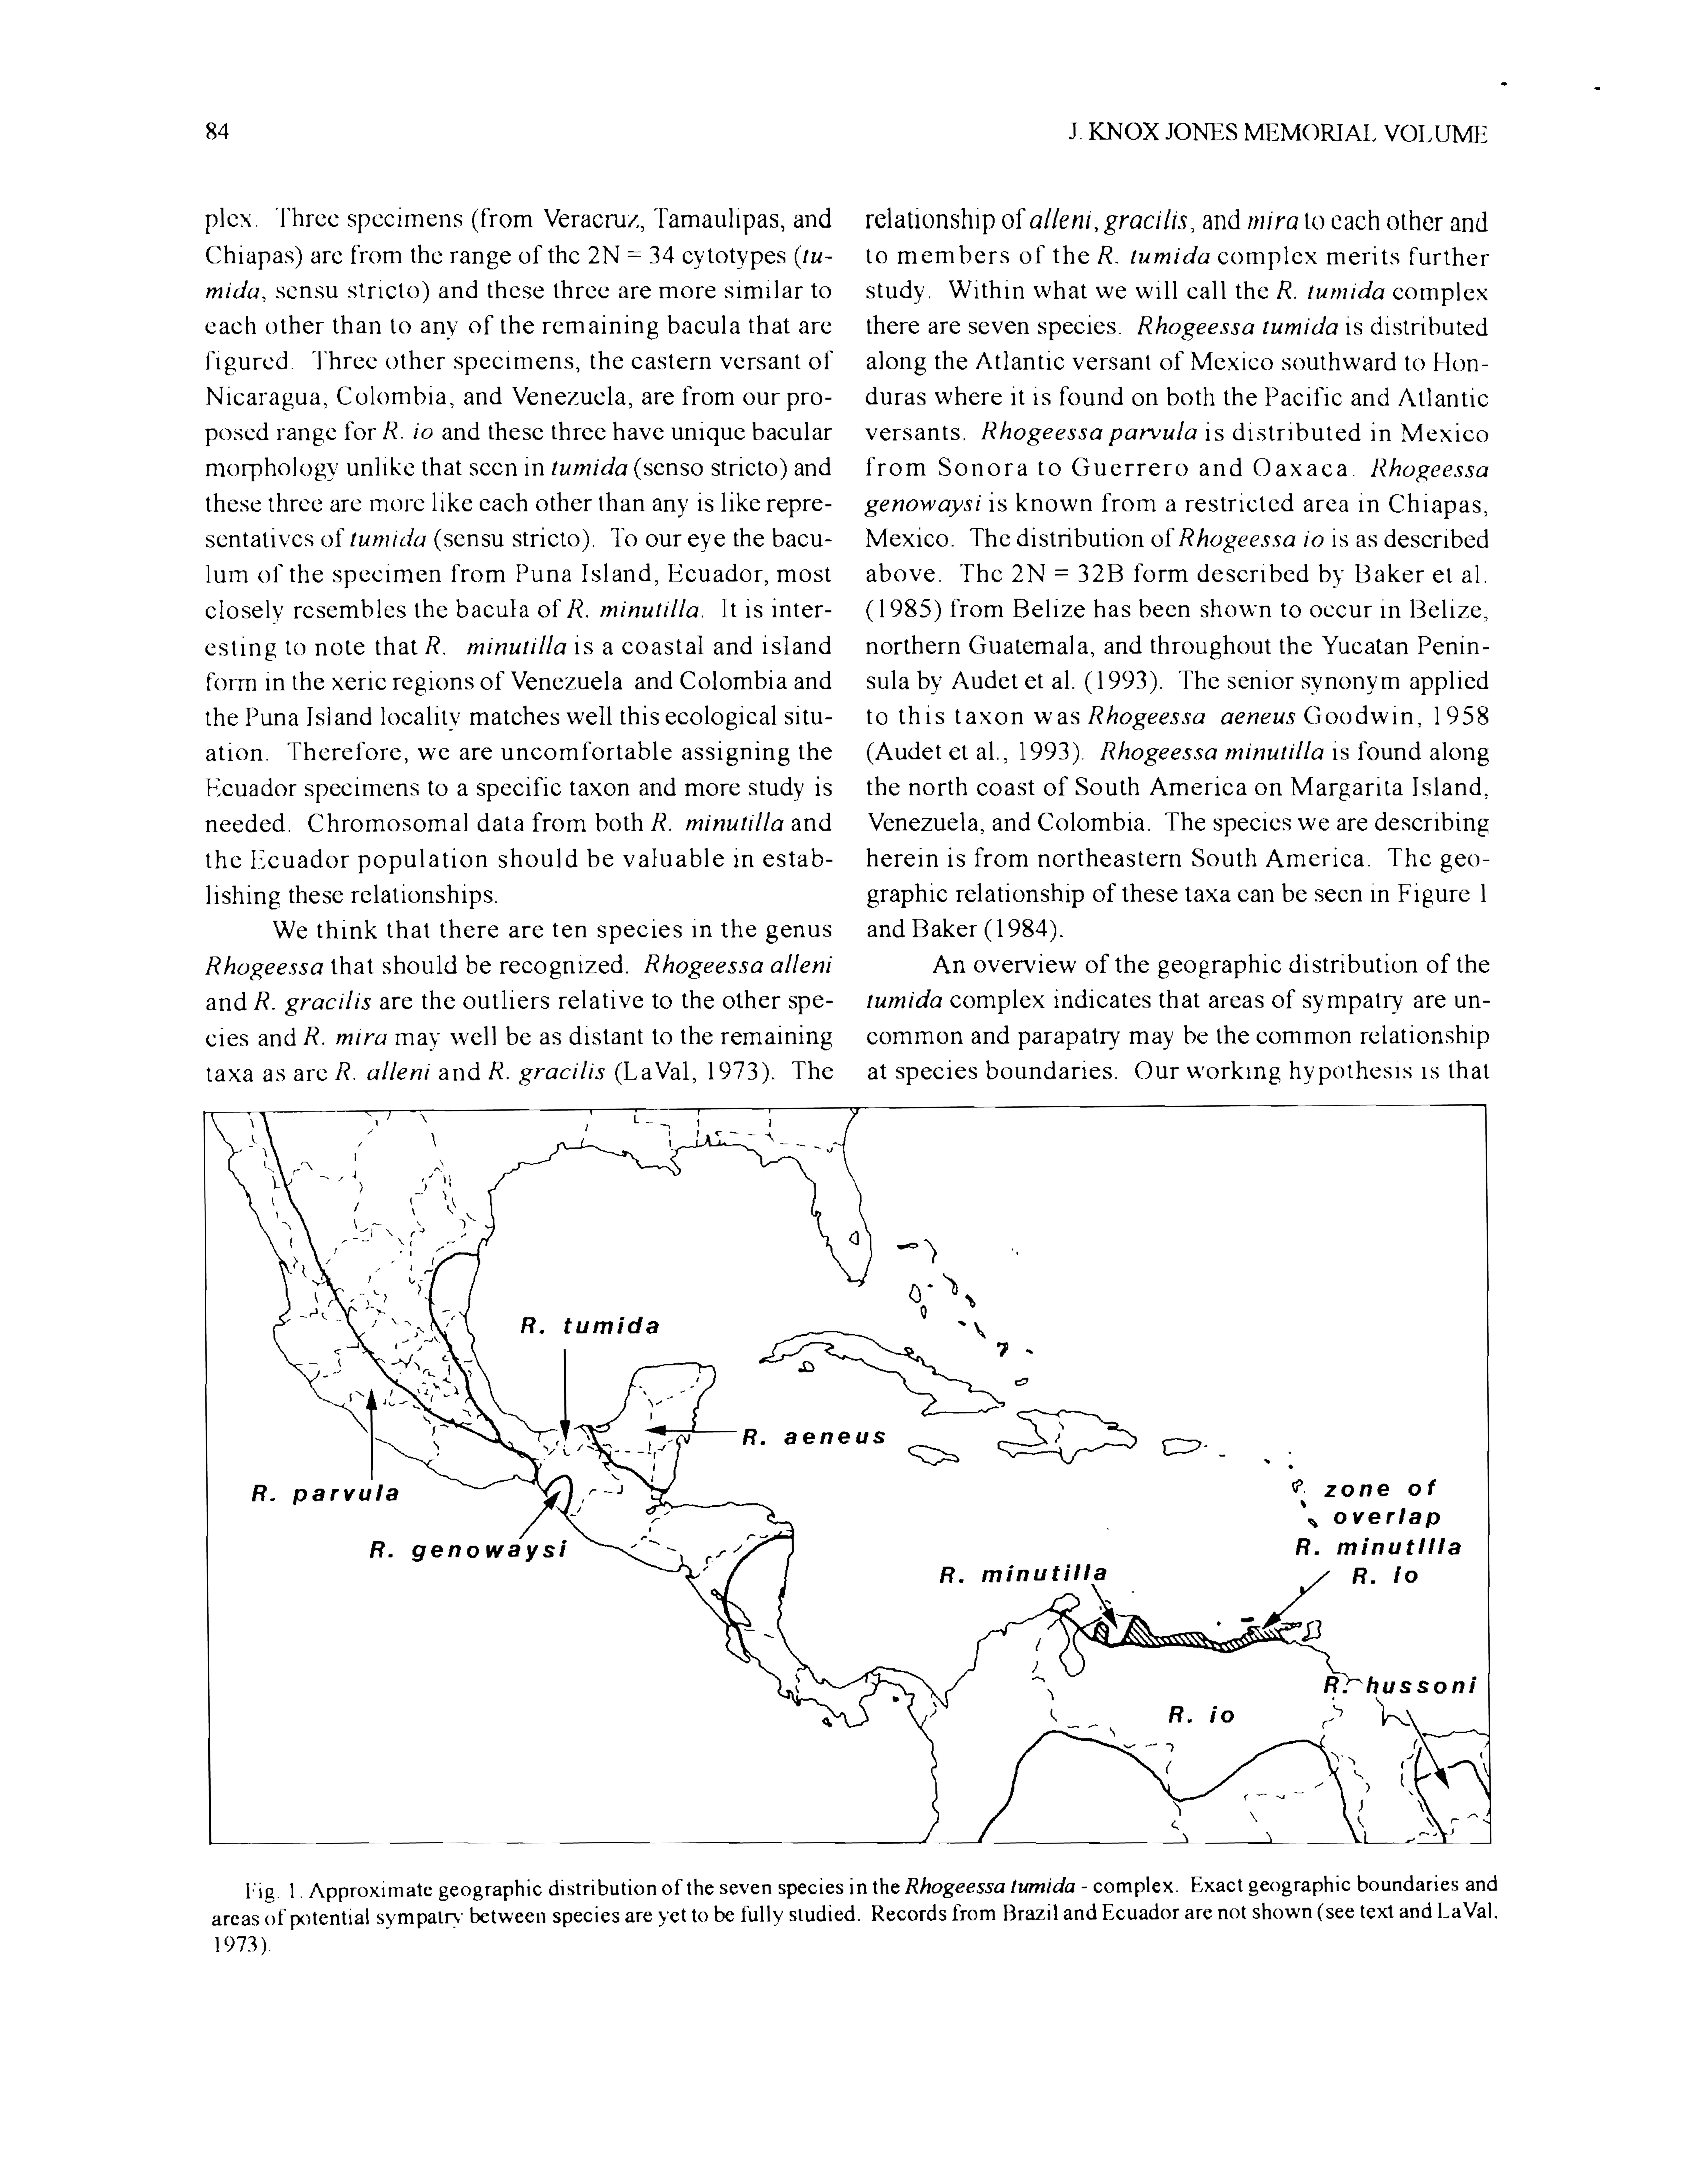 84
J. KNOX JONES MEMORIAL VOLUME
plex. Three specimens (from Veracruz, Tamaulipas, and
Chiapas) are from the range of the 2N = 34 cytotypes (tu-
mida, sensu stricto) and these three are more similar to
each other than to any of the remaining bacula that are
figured. Three other specimens, the eastern versant of
Nicaragua, Colombia, and Venezuela, are from our pro-
posed range for R. io and these three have unique bacular
morphology unlike that seen in tumida (senso stricto) and
these three are more like each other than any is like repre-
sentatives of tumida (sensu stricto). To our eye the bacu-
lum of the specimen from Puna Island, Ecuador, most
closely resembles the bacula of R. minutilla. It is inter-
esting to note that R. minutilla is a coastal and island
form in the xeric regions of Venezuela and Colombia and
the Puna Island locality matches well this ecological situ-
ation. Therefore, we are uncomfortable assigning the
Ecuador specimens to a specific taxon and more study is
needed. Chromosomal data from both R. minutilla and
the Ecuador population should be valuable in estab-
lishing these relationships.
We think that there are ten species in the genus
Rhogeessa that should be recognized. Rhogeessa alleni
and R. gracilis are the outliers relative to the other spe-
cies and R. mira may well be as distant to the remaining
taxa as are R. alleni and R. gracilis (LaVal, 1973). The
relationship of alleni, gracilis, and mira to each other and
to members of the R. tumida complex merits further
study. Within what we will call the R. tumida complex
there are seven species. Rhogeessa tumida is distributed
along the Atlantic versant of Mexico southward to Hon-
duras where it is found on both the Pacific and Atlantic
versants. Rhogeessa parvula is distributed in Mexico
from Sonora to Guerrero and Oaxaca. Rhogeessa
genowaysi is known from a restricted area in Chiapas,
Mexico. The distribution of Rhogeessa io is as described
above. The 2N = 32B form described by Baker et al.
(1985) from Belize has been shown to occur in Belize,
northern Guatemala, and throughout the Yucatan Penin-
sula by Audet et al. (1993). The senior synonym applied
to this taxon was Rhogeessa aeneus Goodwin, 1958
(Audet et al., 1993). Rhogeessa minutilla is found along
the north coast of South America on Margarita Island,
Venezuela, and Colombia. The species we are describing
herein is from northeastern South America. The geo-
graphic relationship of these taxa can be seen in Figure 1
and Baker (1984).
An overview of the geographic distribution of the
tumida complex indicates that areas of sympatry are un-
common and parapatry may be the common relationship
at species boundaries. Our working hypothesis is that
R. tumida
R. aeneus
R. parvula
R. genowaysi
zone of
overlap
R. minutilla
R. io
R. minutilla
R. hussoni
R. io
Fig. 1. Approximate geographic distribution of the seven species in the Rhogeessa tumida - complex. Exact geographic boundaries and
areas of potential sympatry between species are yet to be fully studied. Records from Brazil and Ecuador are not shown (see text and LaVal,
1973).